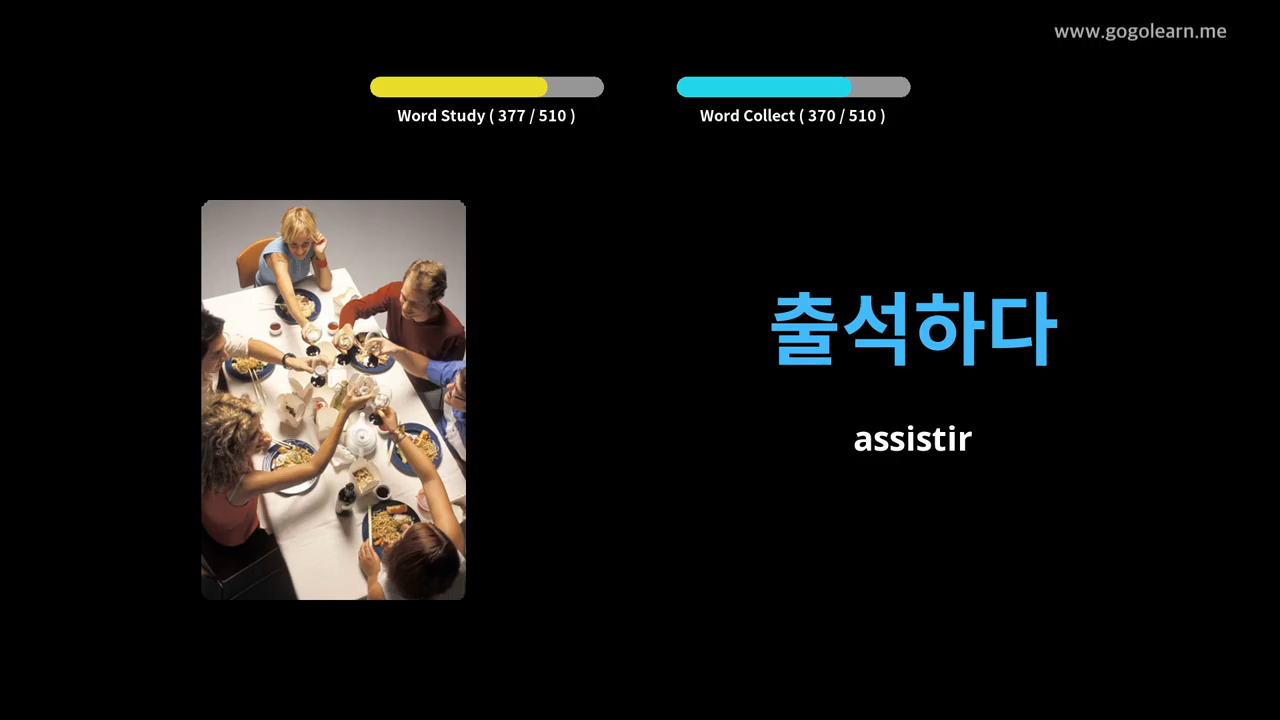 www.gogolearn.me
Word Study ( 377 / 510 )
Word Collect ( 370 / 510 )
출석하다
assistir